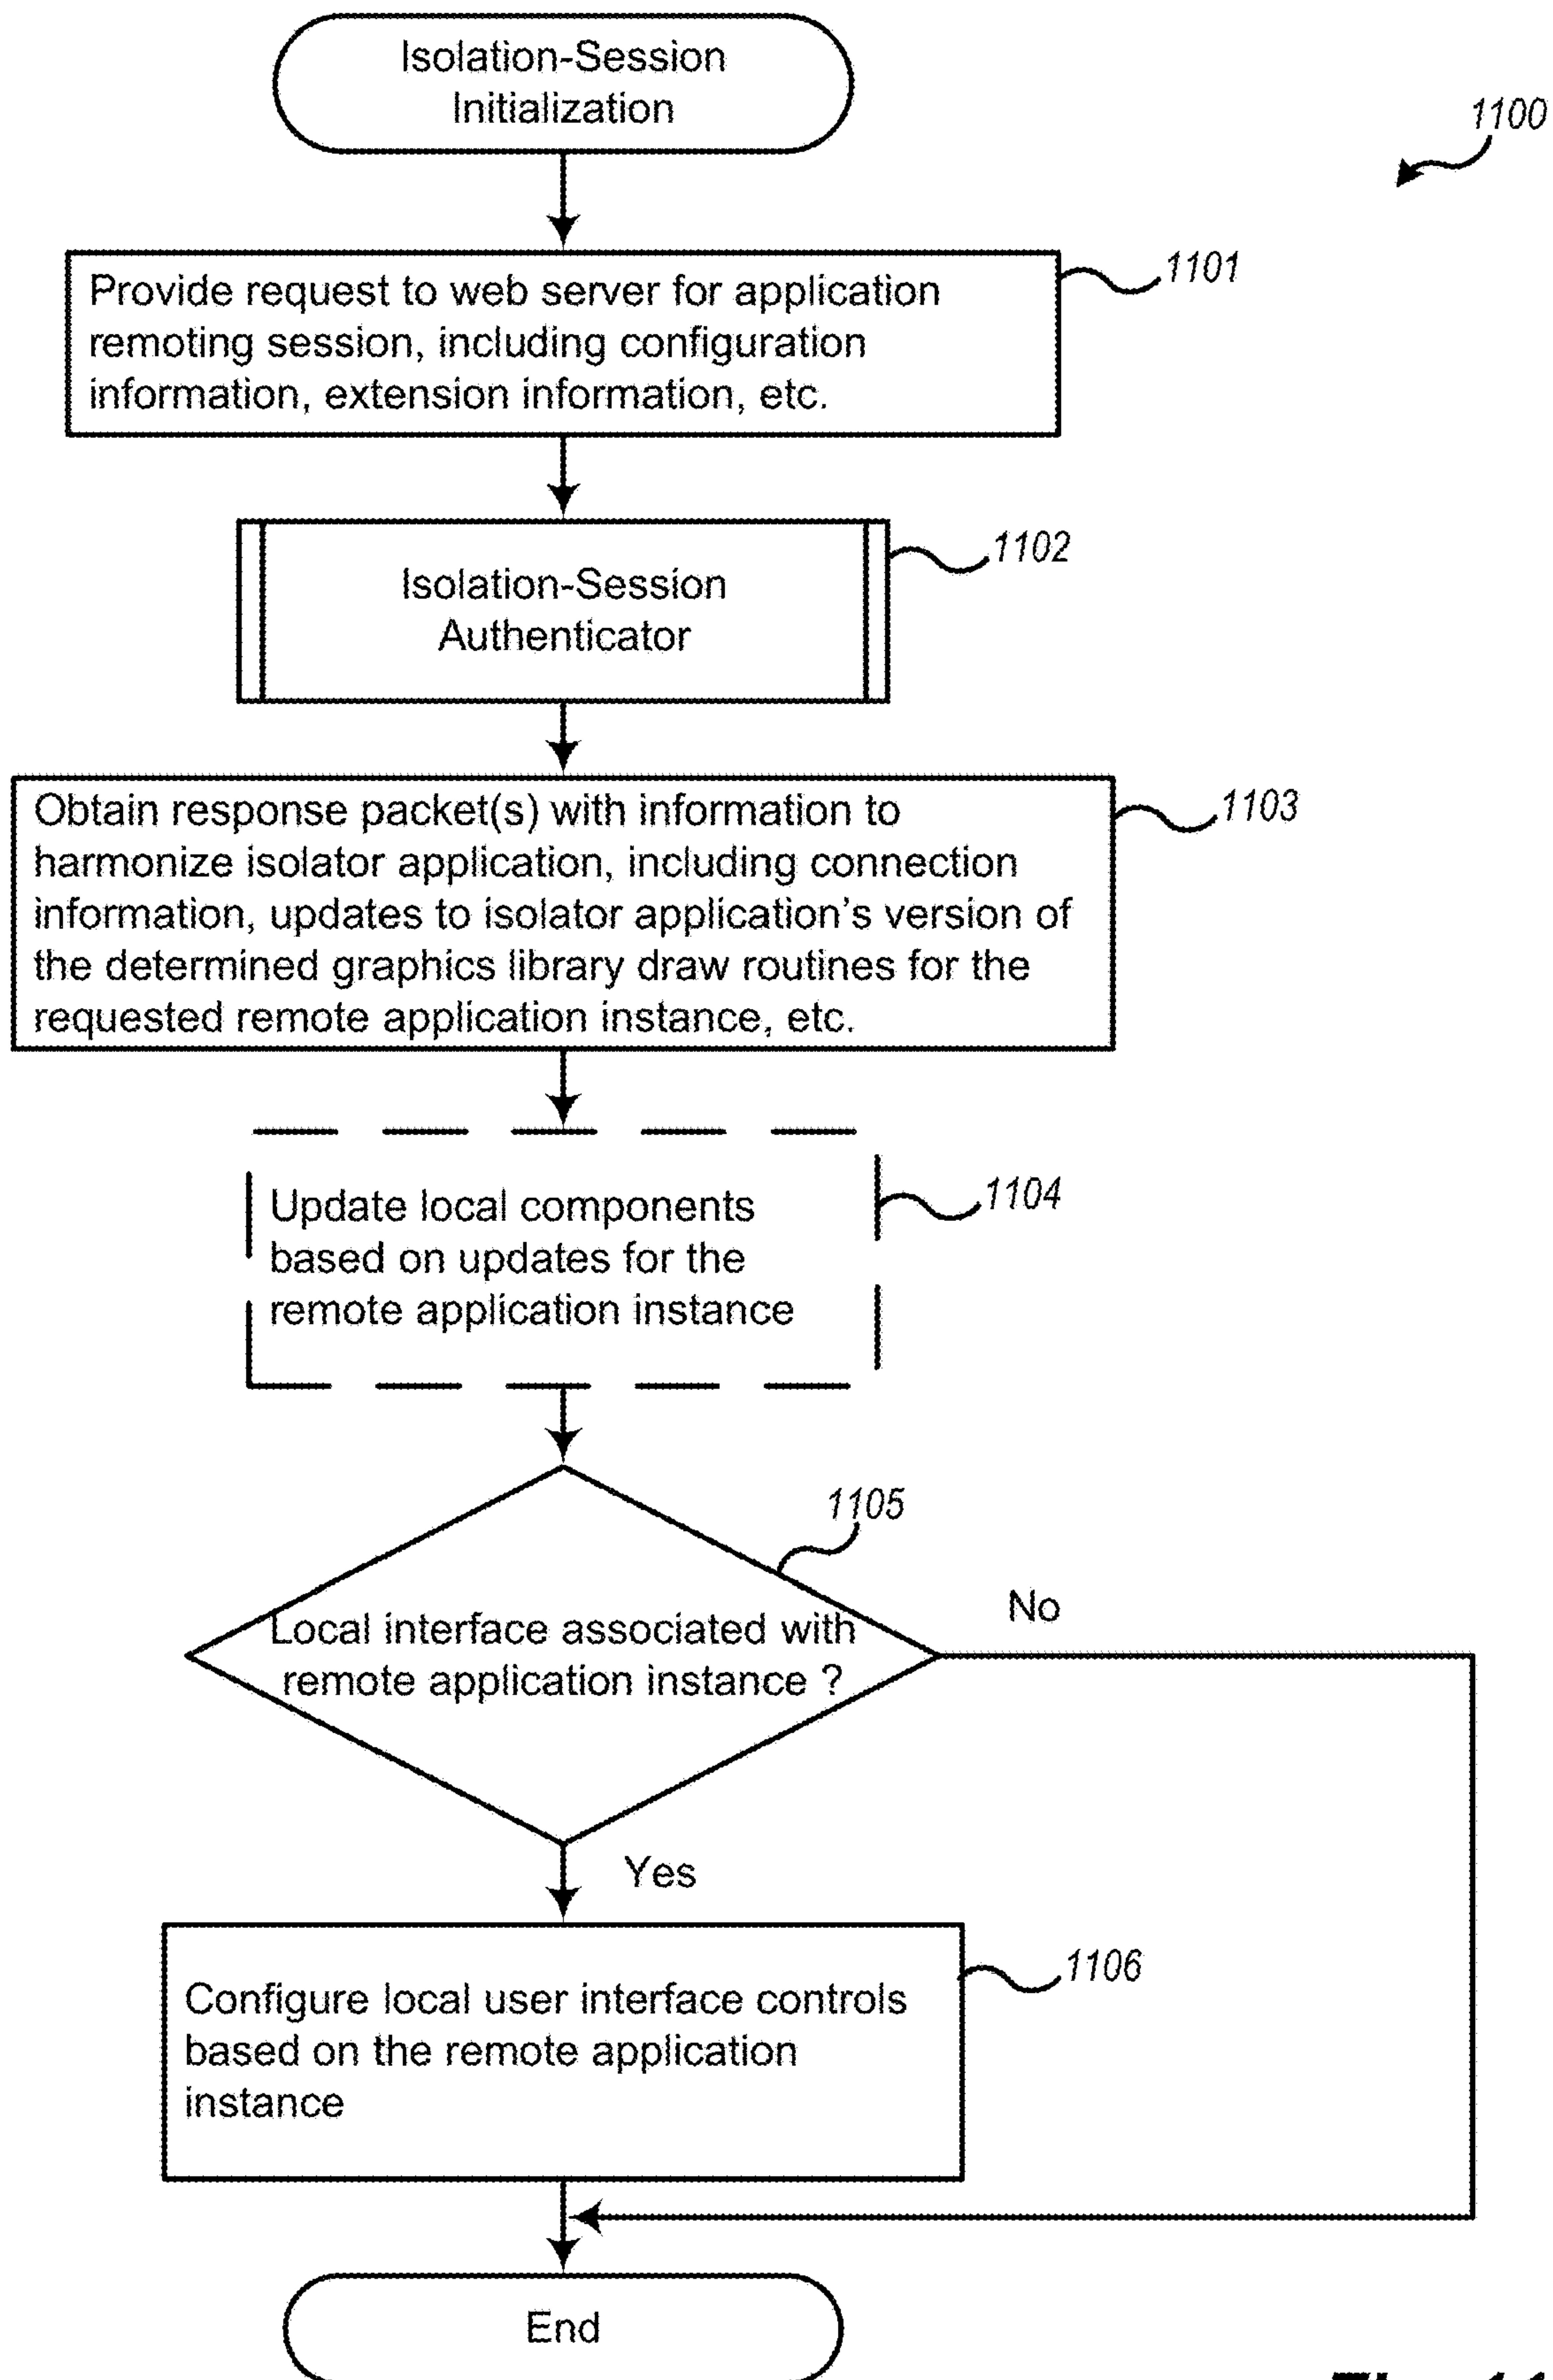 Isolation-Session
Initialization
1100
Provide request to web server for application
remoting session, including configuration
information, extension information, etc.
1101
Isolation-Session
Authenticator
1102
Obtain response packet(s) with information to
harmonize isolator application, including connection
information, updates to isolator application's version of
the determined graphics library draw routines for the
requested remote application instance, etc.
1103
Update local components
based on updates for the
remote application instance
1104
1105
Local interface associated with
remote application instance ?
No
Yes
Configure local user interface controls
based on the remote application
instance
1106
End